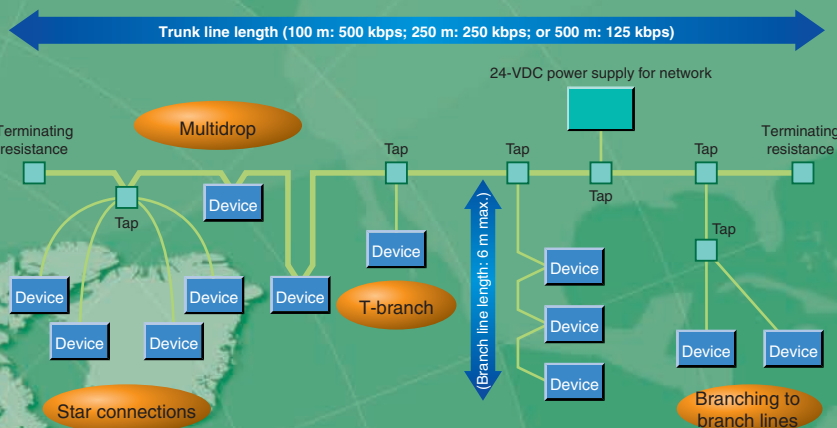 Trunk line length (100 m: 500 kbps; 250 m: 250 kbps; or 500 m: 125 kbps)
24-VDC power supply for network
Multidrop
Terminating
resistance
Tap
Tap
Tap
Terminating
resistance
Tap
Tap
Device
Tap
Device
(Branch line length: 6 m max.)
Device
Device
Device
Device
T-branch
Device
Device
Device
Device
Device
Device
Device
Star connections
Branching to
branch lines